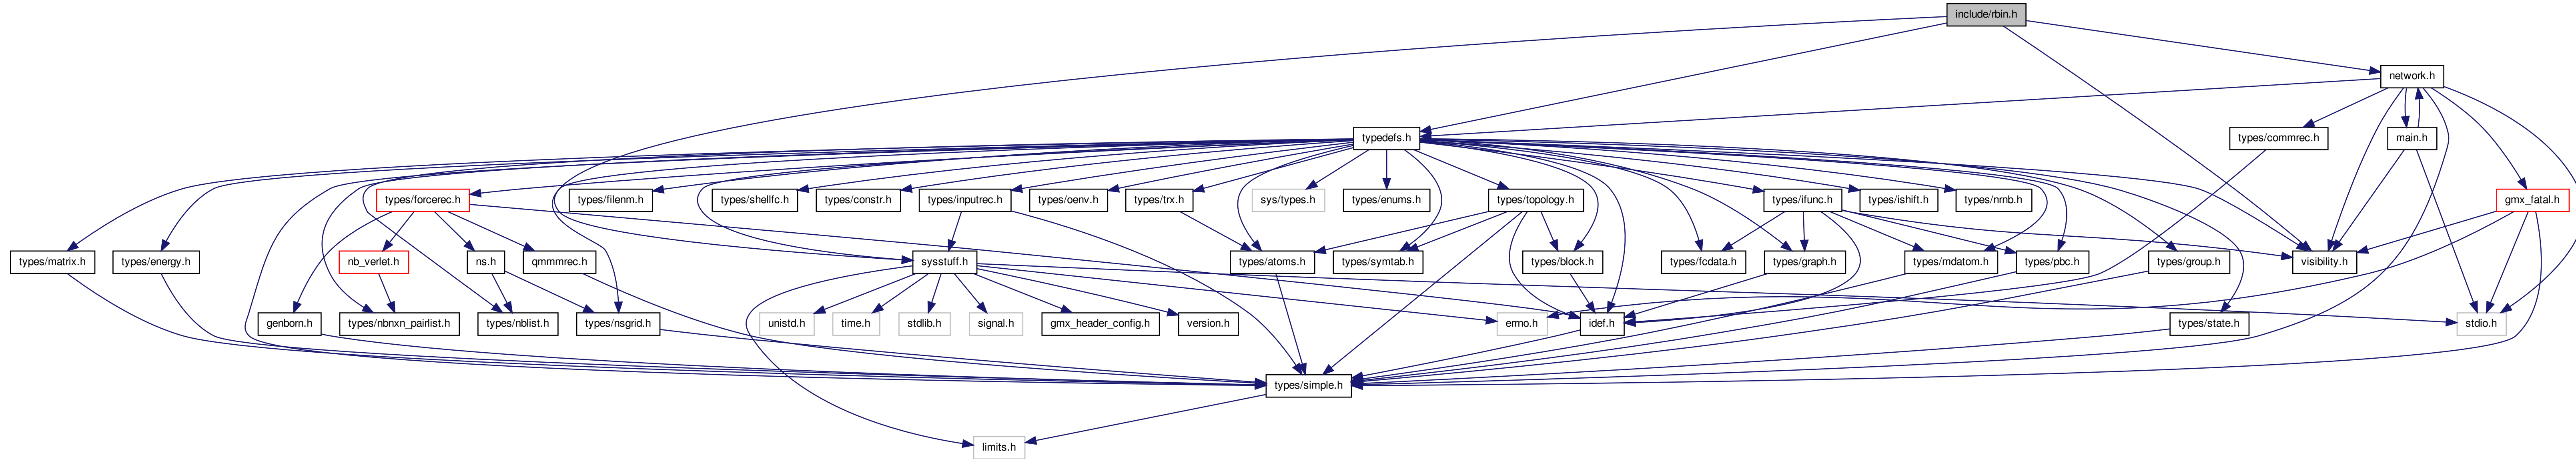 include/rbin.h
network.h
typedefs.h
types/commrec.h
main.h
types/forcerec.h
types/filenm.h
types/shellfc.h
types/constr.h
types/inputrec.h
types/oenv.h
types/trx.h
sys/types.h
types/enums.h
types/topology.h
types/ifunc.h
types/ishift.h
types/nrnb.h
gmx_fatal.h
types/matrix.h
types/energy.h
nb_verlet.h
ns.h
qmmmrec.h
sysstuff.h
types/atoms.h
types/symtab.h
types/block.h
types/fcdata.h
types/graph.h
types/mdatom.h
types/pbc.h
types/group.h
visibility.h
genborn.h
types/nbnxn_pairlist.h
types/nblist.h
types/nsgrid.h
unistd.h
time.h
stdlib.h
signal.h
gmx_header_config.h
version.h
errno.h
idef.h
types/state.h
stdio.h
types/simple.h
limits.h